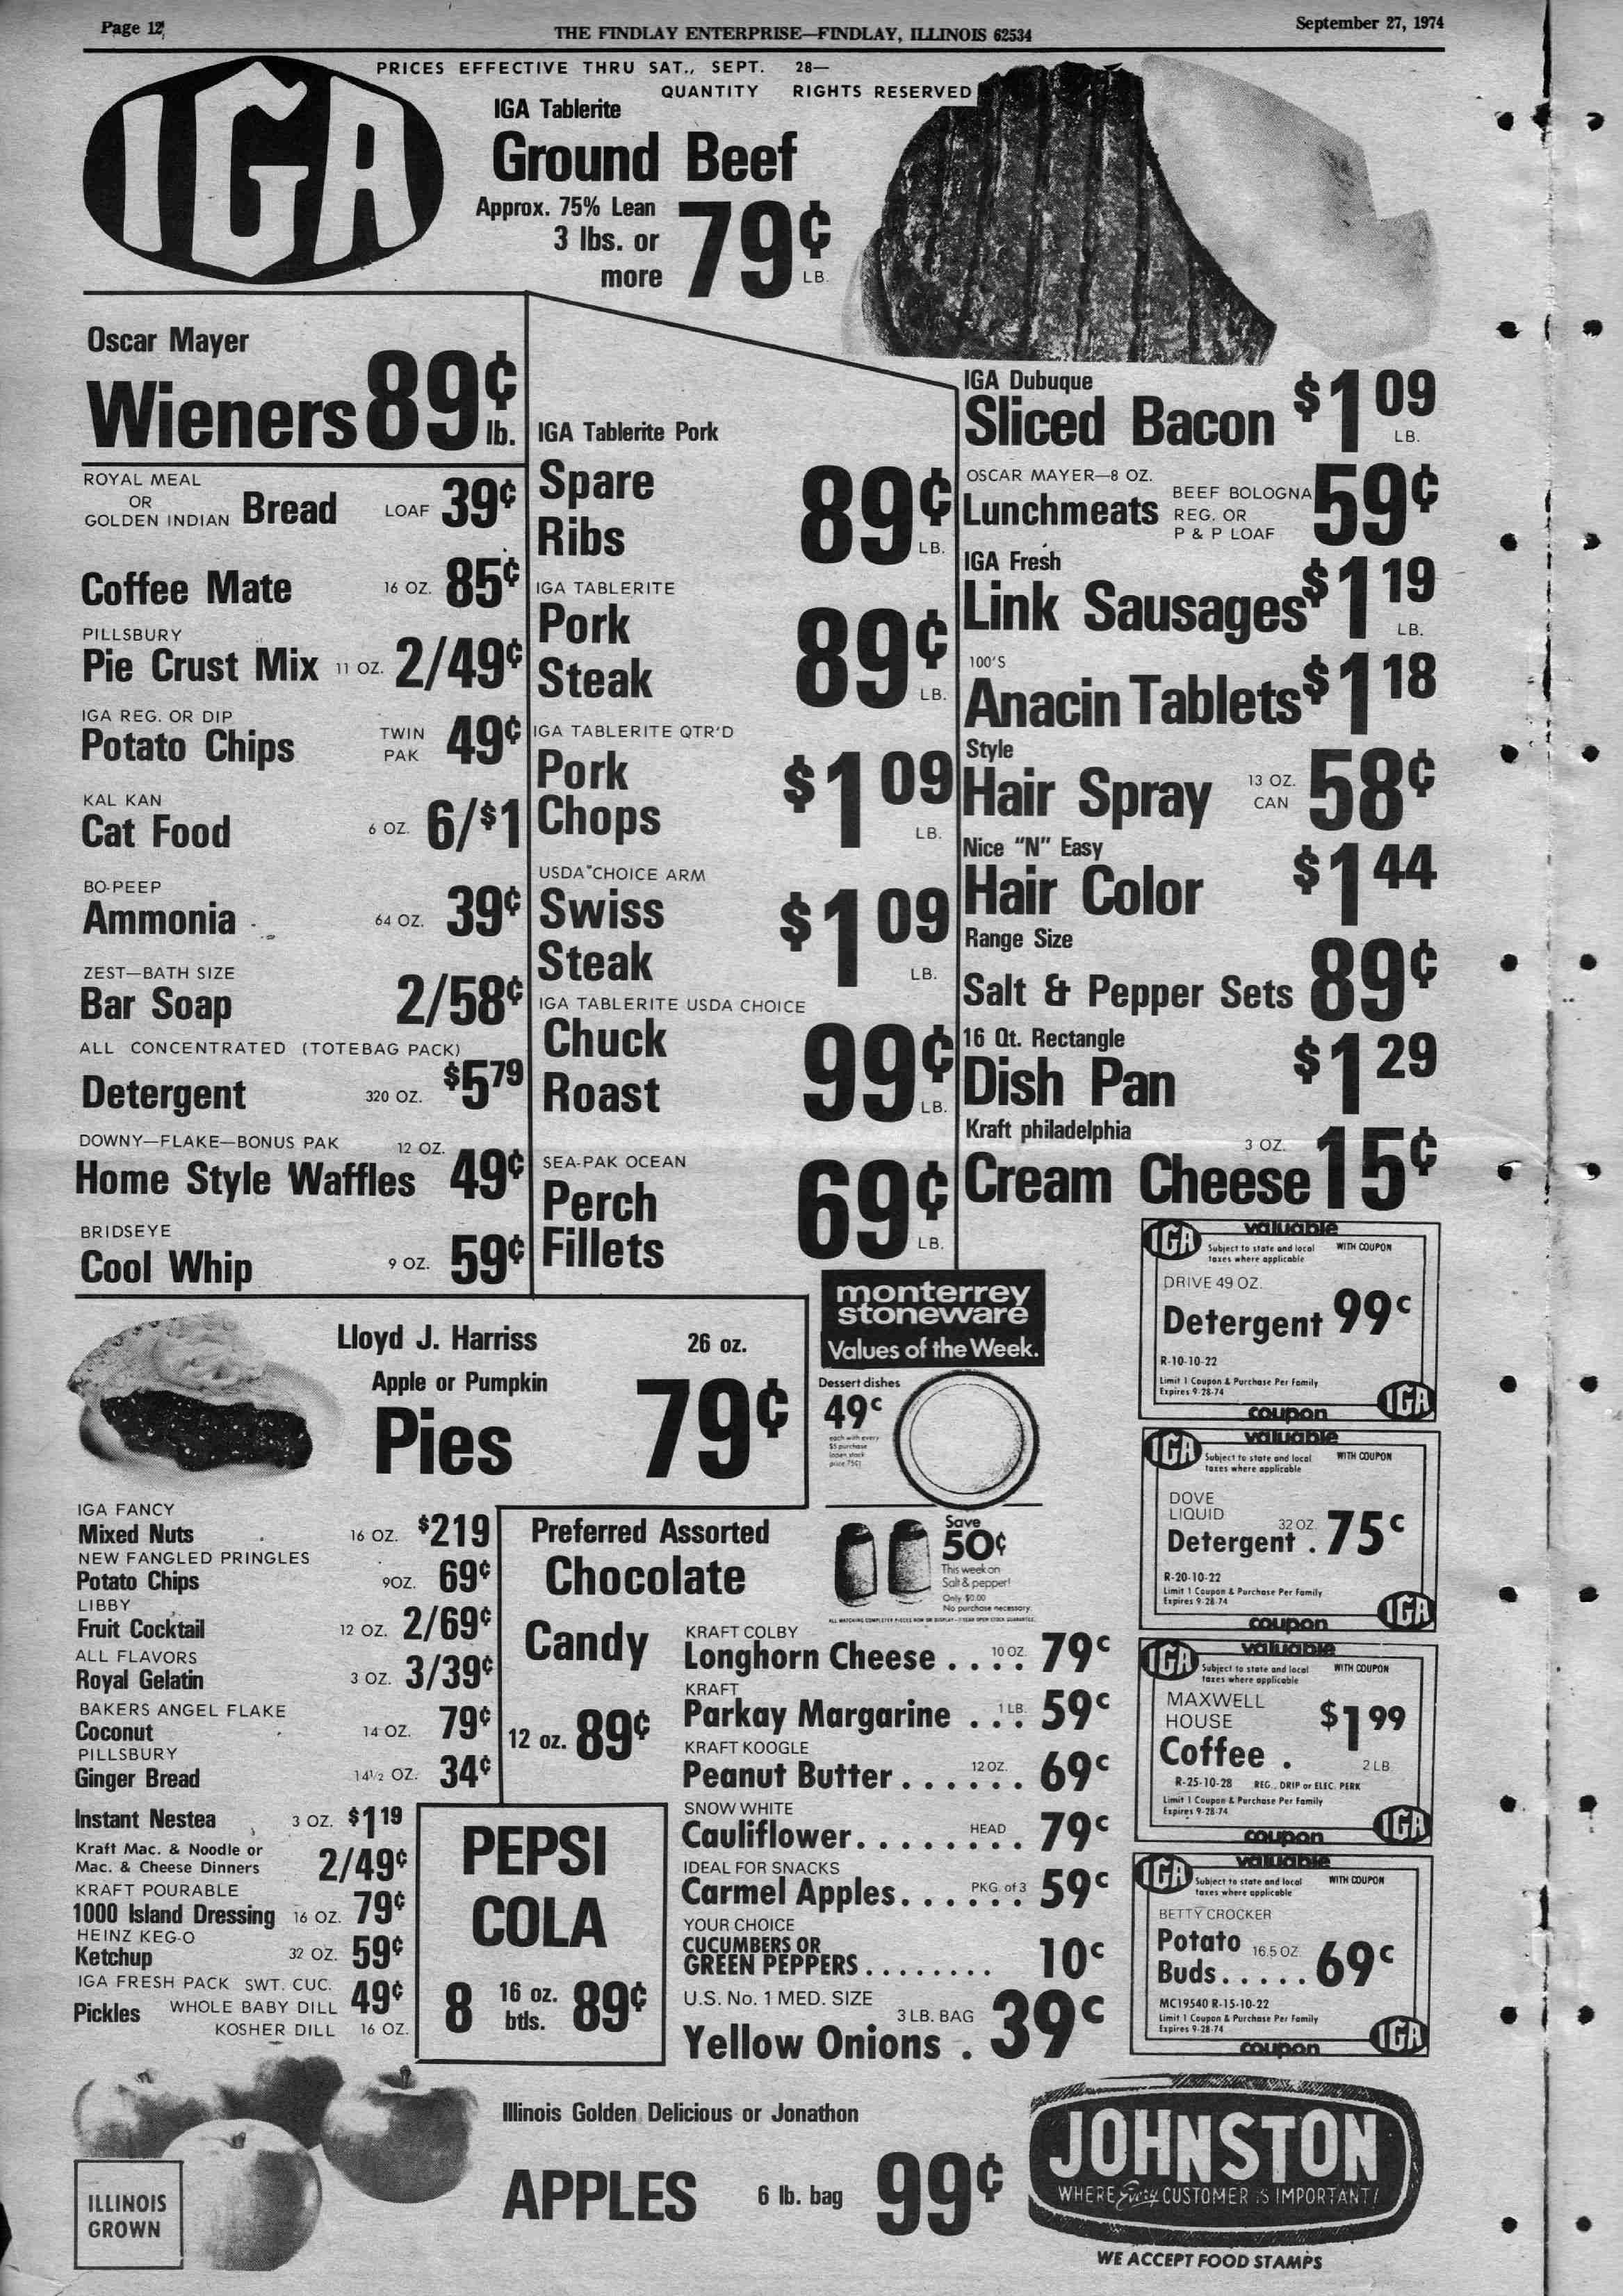 Page 12
THE FINDLAY ENTERPRISE—FINDLAY, ILLINOIS 62534
September 27, 1974
IGA
PRICES EFFECTIVE THRU SAT., SEPT. 28—
QUANTITY RIGHTS RESERVED
IGA Tablerite
Ground Beef
Approx. 75% Lean
3 lbs. or
more
79¢
LB.
Oscar Mayer
Wieners 89¢
lb.
ROYAL MEAL
OR
GOLDEN INDIAN Bread LOAF 39¢
Coffee Mate 16 OZ. 85¢
PILLSBURY
Pie Crust Mix 11 OZ. 2/49¢
IGA REG. OR DIP
Potato Chips TWIN PAK 49¢
KAL KAN
Cat Food 6 OZ. 6/$1
BO-PEEP
Ammonia 64 OZ. 39¢
ZEST—BATH SIZE
Bar Soap 2/58¢
ALL CONCENTRATED (TOTEBAG PACK)
Detergent 320 OZ. $5 79
DOWNY—FLAKE—BONUS PAK 12 OZ.
Home Style Waffles 49¢
BRIDSEYE
Cool Whip 9 OZ. 59¢
IGA Tablerite Pork
Spare
Ribs
89¢
LB.
IGA TABLERITE
Pork
Steak
89¢
LB.
IGA TABLERITE QTR'D
Pork
Chops
$1 09
LB.
USDA CHOICE ARM
Swiss
Steak
$1 09
LB.
IGA TABLERITE USDA CHOICE
Chuck
Roast
99¢
LB.
SEA-PAK OCEAN
Perch
Fillets
69¢
LB.
IGA Dubuque
Sliced Bacon $1 09
LB.
OSCAR MAYER—8 OZ.
Lunchmeats BEEF BOLOGNA
REG. OR
P & P LOAF
59¢
IGA Fresh
Link Sausages $1 19
LB.
100'S
Anacin Tablets $1 18
Style
Hair Spray 13 OZ. CAN 58¢
Nice "N" Easy
Hair Color $1 44
Range Size
Salt & Pepper Sets 89¢
16 Qt. Rectangle
Dish Pan $1 29
Kraft philadelphia
Cream Cheese 3 OZ. 15¢
Lloyd J. Harriss 26 oz.
Apple or Pumpkin
Pies 79¢
monterrey
stoneware
Values of the Week.
Dessert dishes
49¢
each with every
$5 purchase
(open stock
price 75¢)
Save
50¢
This week on
Salt & pepper!
Only $0.00
No purchase necessary.
IGA valuable
Subject to state and local
taxes where applicable
WITH COUPON
DRIVE 49 OZ.
Detergent 99c
R-10-10-22
Limit 1 Coupon & Purchase Per Family
Expires 9-28-74
coupon IGA
IGA valuable
Subject to state and local
taxes where applicable
WITH COUPON
DOVE
LIQUID
Detergent . 32 OZ. 75c
R-20-10-22
Limit 1 Coupon & Purchase Per Family
Expires 9-28-74
coupon IGA
IGA valuable
Subject to state and local
taxes where applicable
WITH COUPON
MAXWELL
HOUSE
Coffee . $1 99
2 LB
R-25-10-28 REG., DRIP or ELEC. PERK
Limit 1 Coupon & Purchase Per Family
Expires 9-28-74
coupon IGA
IGA valuable
Subject to state and local
taxes where applicable
WITH COUPON
BETTY CROCKER
Potato 16.5 OZ.
Buds..... 69c
MC19540 R-15-10-22
Limit 1 Coupon & Purchase Per Family
Expires 9-28-74
coupon IGA
IGA FANCY
Mixed Nuts 16 OZ. $219
NEW FANGLED PRINGLES
Potato Chips 9OZ. 69¢
LIBBY
Fruit Cocktail 12 OZ. 2/69¢
ALL FLAVORS
Royal Gelatin 3 OZ. 3/39¢
BAKERS ANGEL FLAKE
Coconut 14 OZ. 79¢
PILLSBURY
Ginger Bread 14½ OZ. 34¢
Instant Nestea 3 OZ. $1 19
Kraft Mac. & Noodle or
Mac. & Cheese Dinners 2/49¢
KRAFT POURABLE
1000 Island Dressing 16 OZ. 79¢
HEINZ KEG-O
Ketchup 32 OZ. 59¢
IGA FRESH PACK SWT. CUC.
Pickles WHOLE BABY DILL 49¢
KOSHER DILL 16 OZ.
Preferred Assorted
Chocolate
Candy
12 oz. 89¢
PEPSI
COLA
8 16 oz. btls. 89¢
KRAFT COLBY
Longhorn Cheese .... 10 OZ. 79c
KRAFT
Parkay Margarine ... 1 LB. 59c
KRAFT KOOGLE
Peanut Butter...... 12 OZ. 69c
SNOW WHITE
Cauliflower........ HEAD 79c
IDEAL FOR SNACKS
Carmel Apples...... PKG. of 3 59c
YOUR CHOICE
CUCUMBERS OR
GREEN PEPPERS........ 10c
U.S. No. 1 MED. SIZE
Yellow Onions . 3 LB. BAG 39c
ILLINOIS
GROWN
Illinois Golden Delicious or Jonathon
APPLES 6 lb. bag 99¢
JOHNSTON
WHERE Every CUSTOMER IS IMPORTANT!
WE ACCEPT FOOD STAMPS